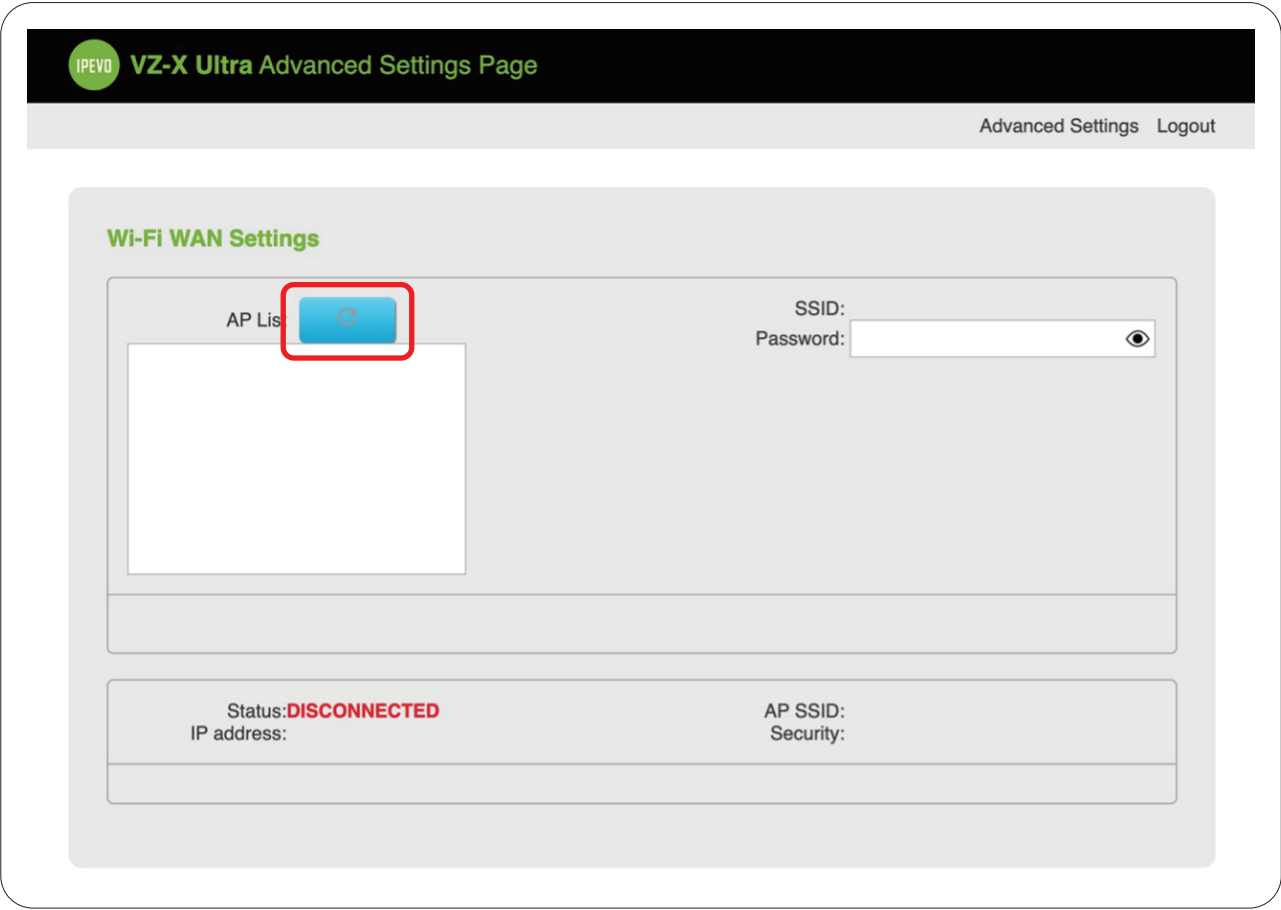 IPEVO VZ-X Ultra Advanced Settings Page
Advanced Settings Logout
Wi-Fi WAN Settings
AP List:
SSID:
Password:
Status:DISCONNECTED
IP address:
AP SSID:
Security: